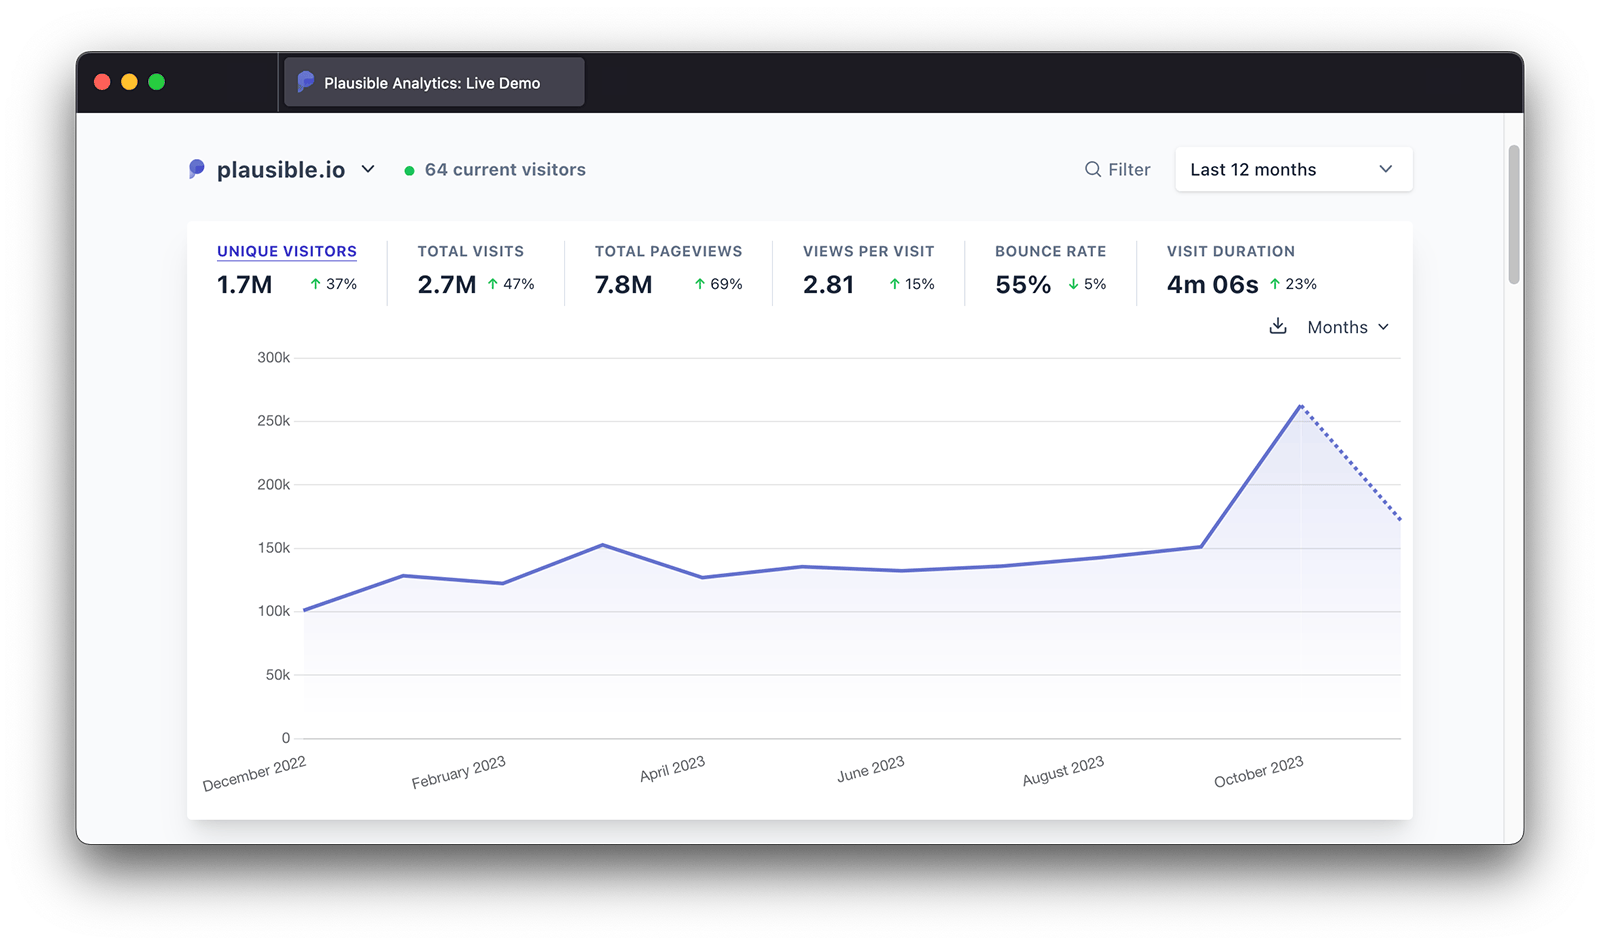 Plausible Analytics: Live Demo
plausible.io
64 current visitors
Filter
Last 12 months
UNIQUE VISITORS
1.7M ↑ 37%
TOTAL VISITS
2.7M ↑ 47%
TOTAL PAGEVIEWS
7.8M ↑ 69%
VIEWS PER VISIT
2.81 ↑ 15%
BOUNCE RATE
55% ↓ 5%
VISIT DURATION
4m 06s ↑ 23%
Months
300k
250k
200k
150k
100k
50k
0
December 2022
February 2023
April 2023
June 2023
August 2023
October 2023